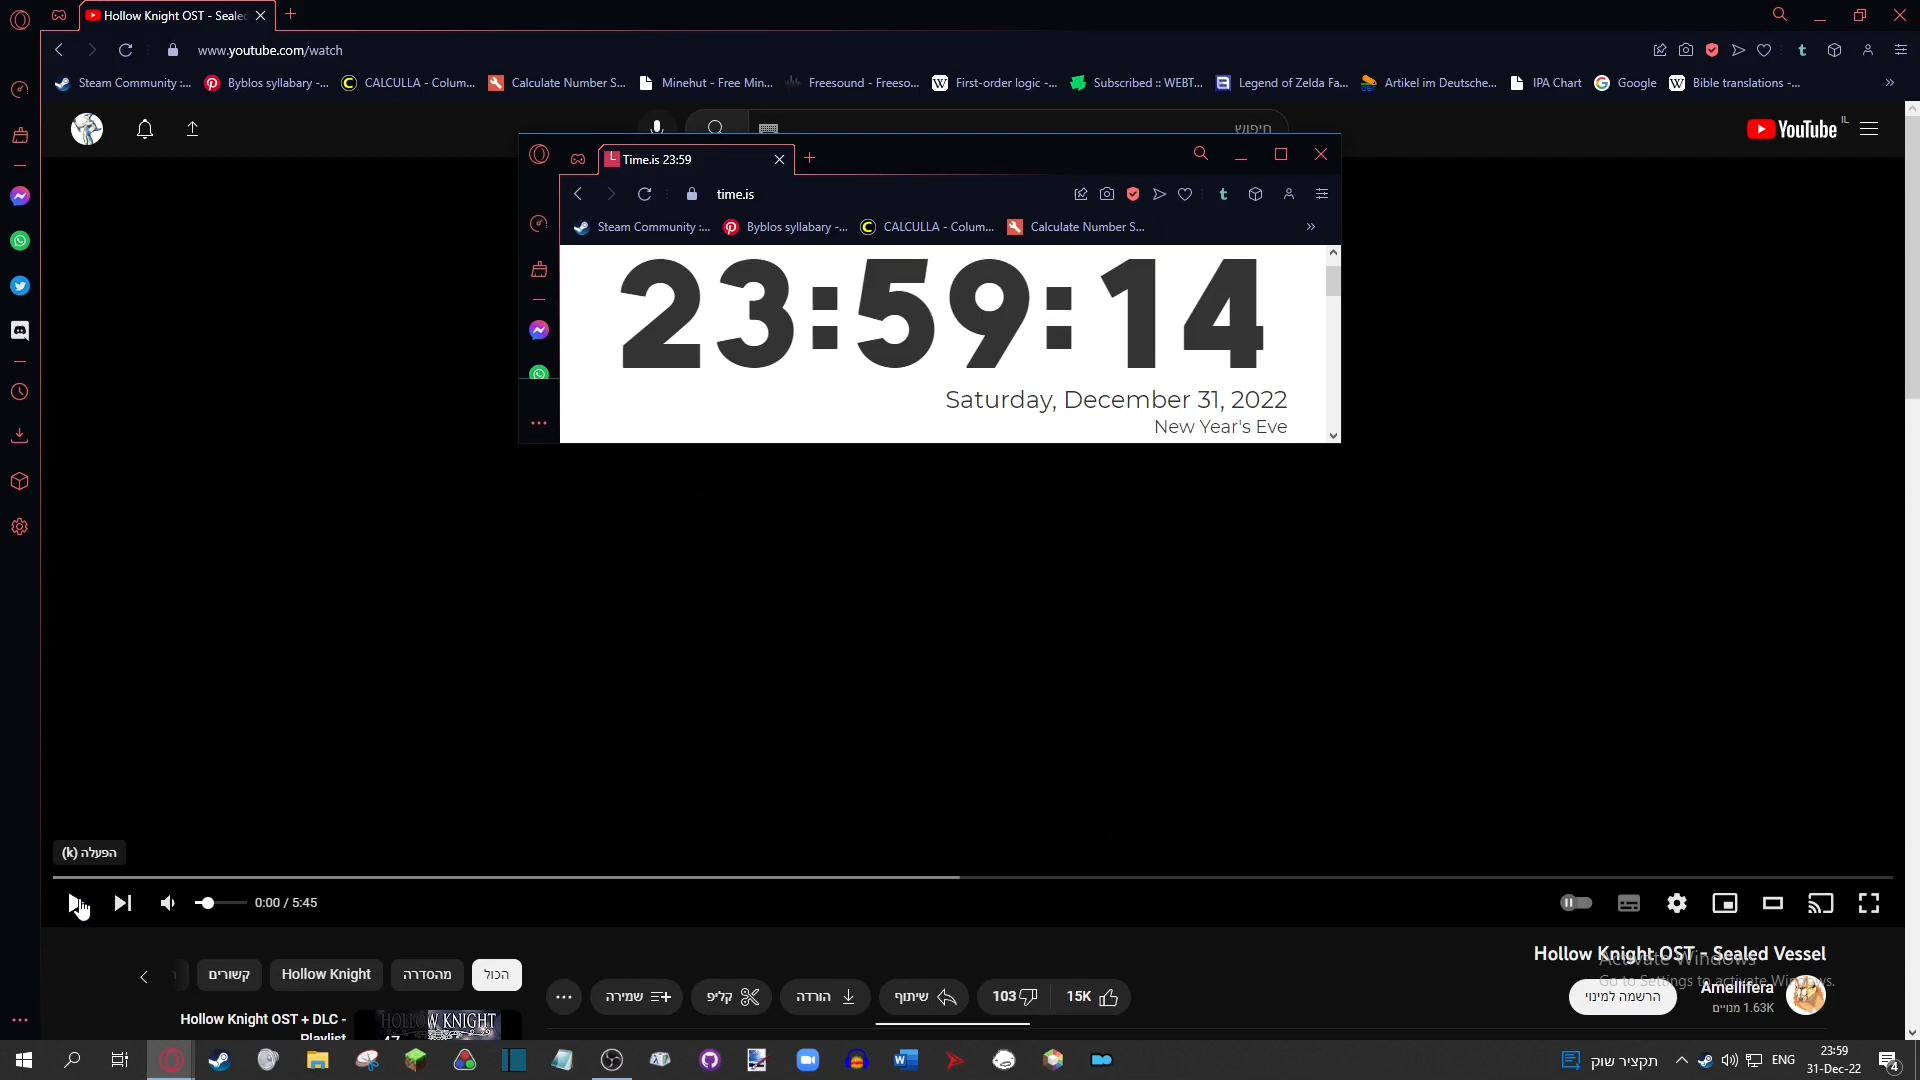 Hollow Knight OST - Seale
www.youtube.com/watch
Steam Community :... Byblos syllabary -... CALCULLA - Colum... Calculate Number S... Minehut - Free Min... Freesound - Freeso... First-order logic -... Subscribed :: WEBT... Legend of Zelda Fa... Artikel im Deutsche... IPA Chart Google Bible translations -...
חיפוש
YouTube IL
Time.is 23:59
time.is
Steam Community :... Byblos syllabary -... CALCULLA - Colum... Calculate Number S...
23:59:14
Saturday, December 31, 2022
New Year's Eve
הפעלה (k)
0:00 / 5:45
Hollow Knight OST - Sealed Vessel
Activate Windows
Go to Settings to activate Windows.
Amellifera
1.63K מנויים
הרשמה למינוי
15K
103
שיתוף
הורדה
קליפ
שמירה
הכול
מהסדרה
Hollow Knight
קשורים
Hollow Knight OST + DLC -
Playlist
HOLLOW KNIGHT
47
תקציר שוק
ENG
23:59
31-Dec-22
4